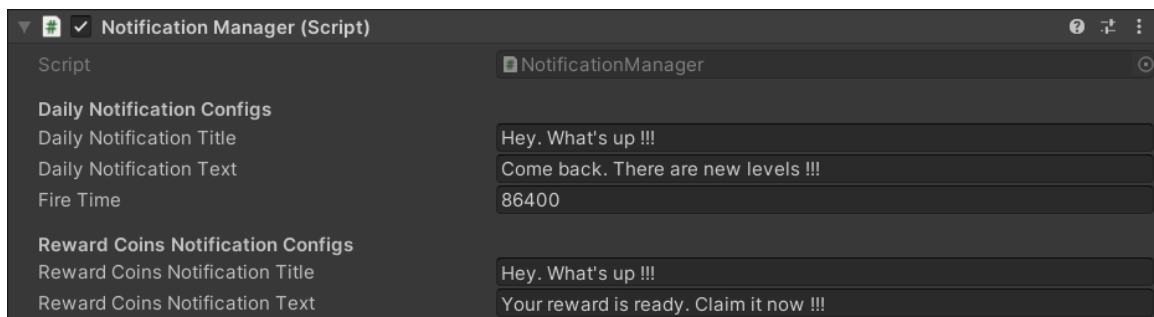 Notification Manager (Script)
Script NotificationManager
Daily Notification Configs
Daily Notification Title Hey. What's up !!!
Daily Notification Text Come back. There are new levels !!!
Fire Time 86400
Reward Coins Notification Configs
Reward Coins Notification Title Hey. What's up !!!
Reward Coins Notification Text Your reward is ready. Claim it now !!!